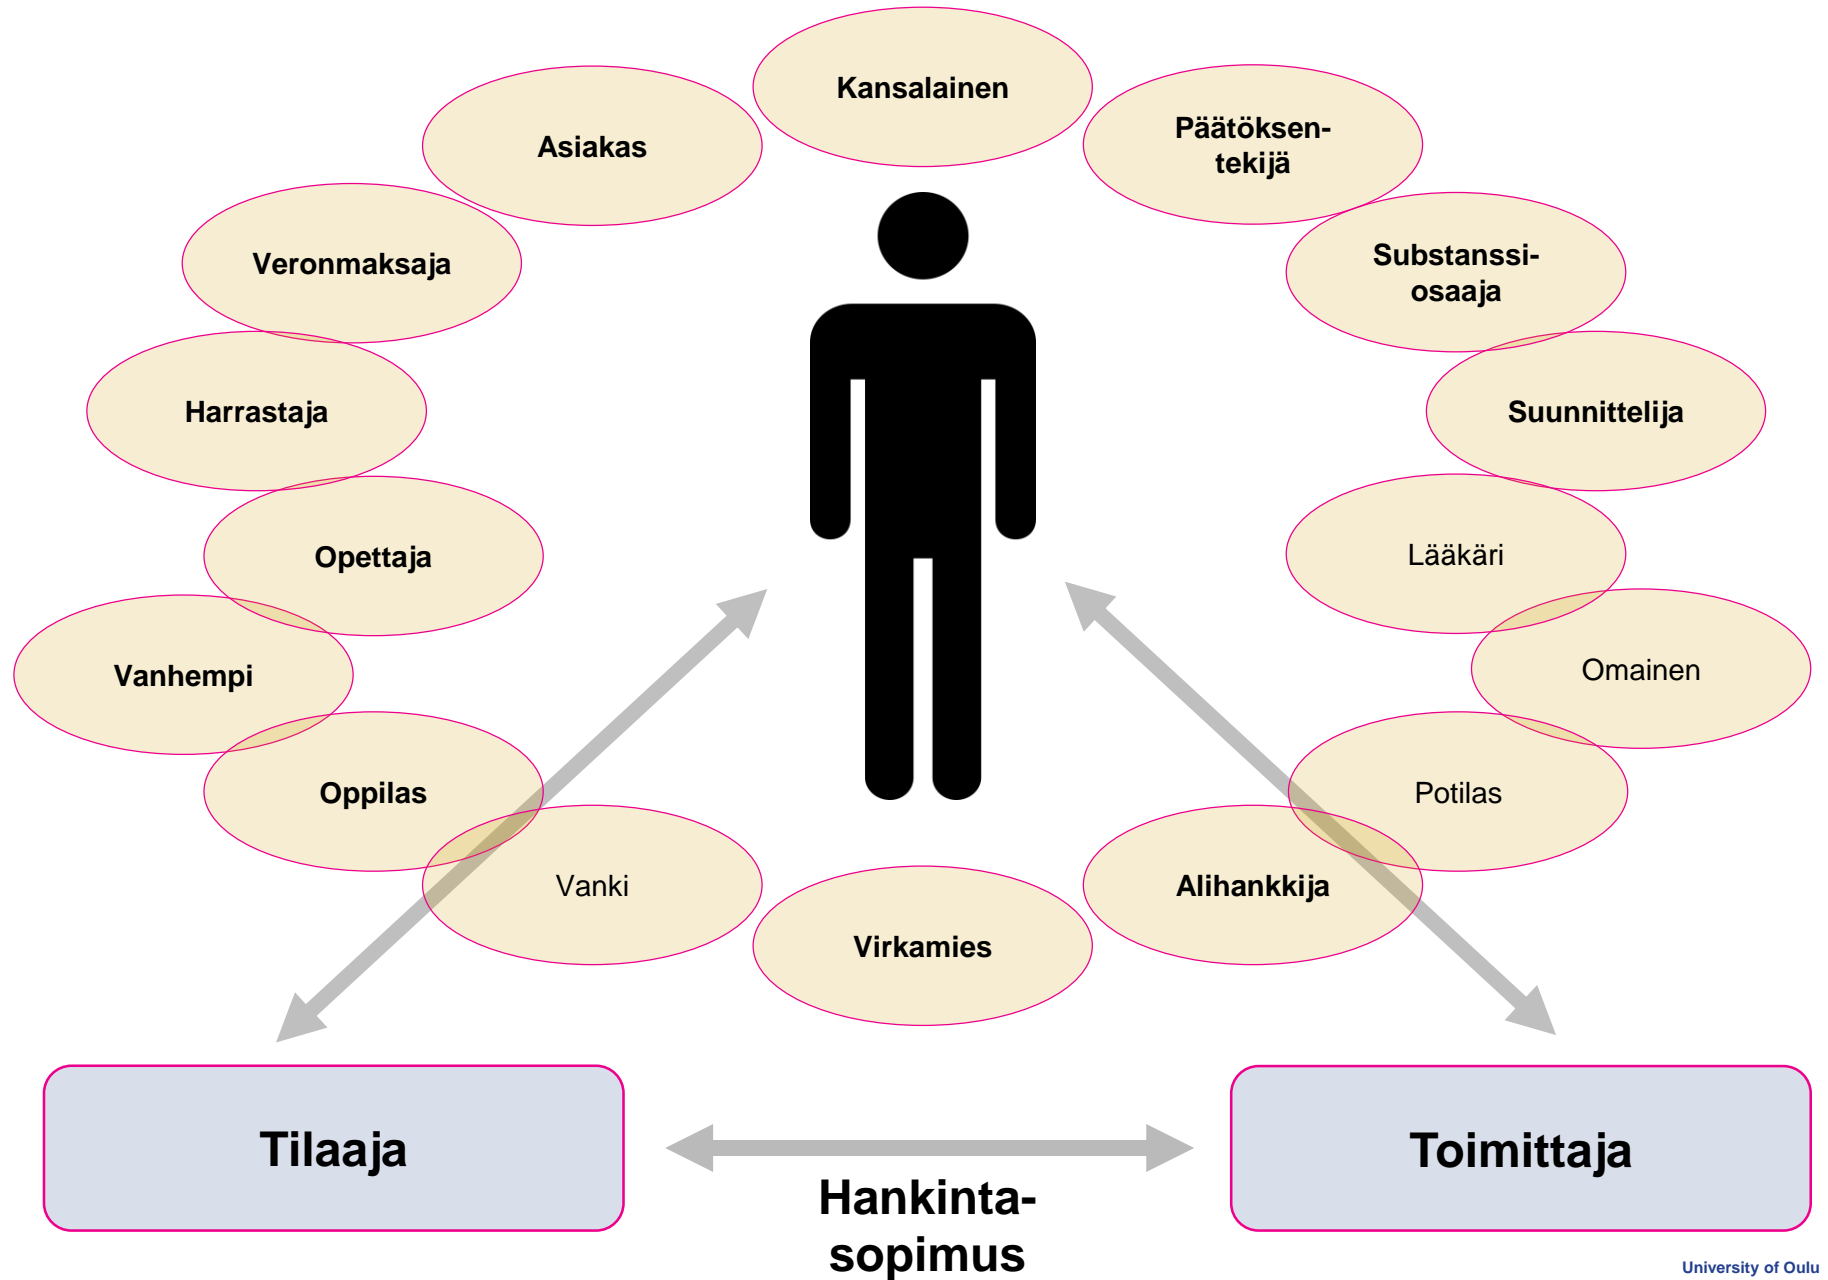 Kansalainen
Asiakas
Päätöksen-
tekijä
Veronmaksaja
Substanssi-
osaaja
Harrastaja
Suunnittelija
Opettaja
Lääkäri
Vanhempi
Omainen
Oppilas
Potilas
Vanki
Alihankkija
Virkamies
Tilaaja
Toimittaja
Hankinta-
sopimus
University of Oulu